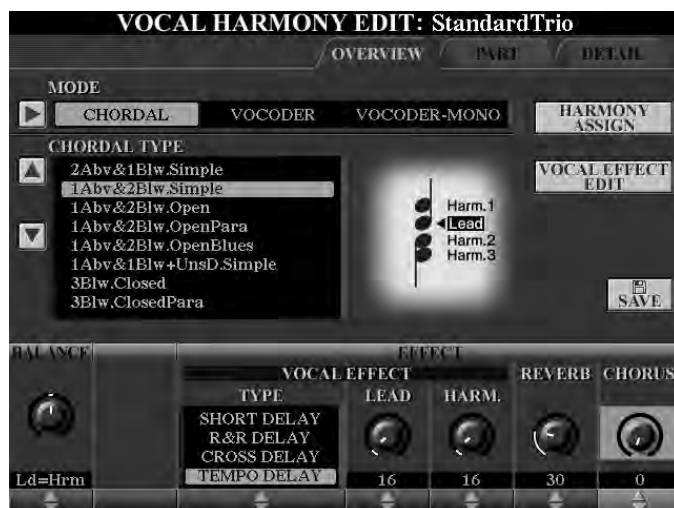 VOCAL HARMONY EDIT: StandardTrio
OVERVIEW PART DETAIL
MODE
CHORDAL VOCODER VOCODER-MONO
HARMONY
ASSIGN
CHORDAL TYPE
2Abv&1Blw.Simple
1Abv&2Blw.Simple
1Abv&2Blw.Open
1Abv&2Blw.OpenPara
1Abv&2Blw.OpenBlues
1Abv&1Blw+UnsD.Simple
3Blw.Closed
3Blw.ClosedPara
Harm.1
Lead
Harm.2
Harm.3
VOCAL EFFECT
EDIT
SAVE
BALANCE
EFFECT
VOCAL EFFECT
REVERB CHORUS
TYPE LEAD HARM.
SHORT DELAY
R&R DELAY
CROSS DELAY
TEMPO DELAY
Ld=Hrm 16 16 30 0